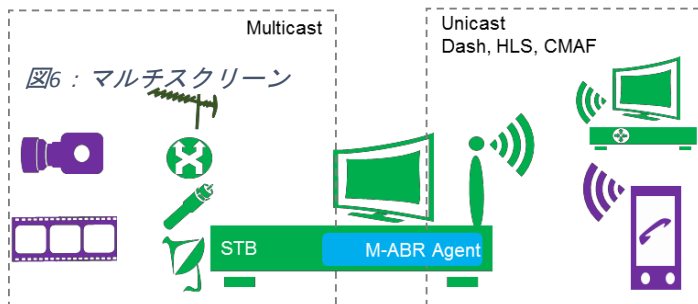 Multicast
Unicast
Dash, HLS, CMAF
図6：マルチスクリーン
STB
M-ABR Agent